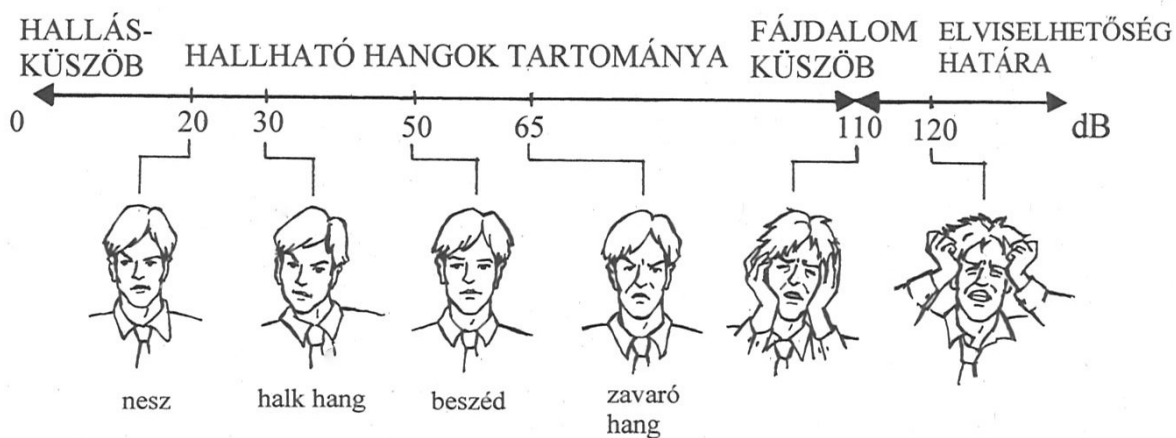 HALLÁS-
KÜSZÖB
HALLHATÓ HANGOK TARTOMÁNYA
FÁJDALOM
KÜSZÖB
ELVISELHETŐSÉG
HATÁRA
0 20 30 50 65 110 120 dB
nesz halk hang beszéd zavaró
hang